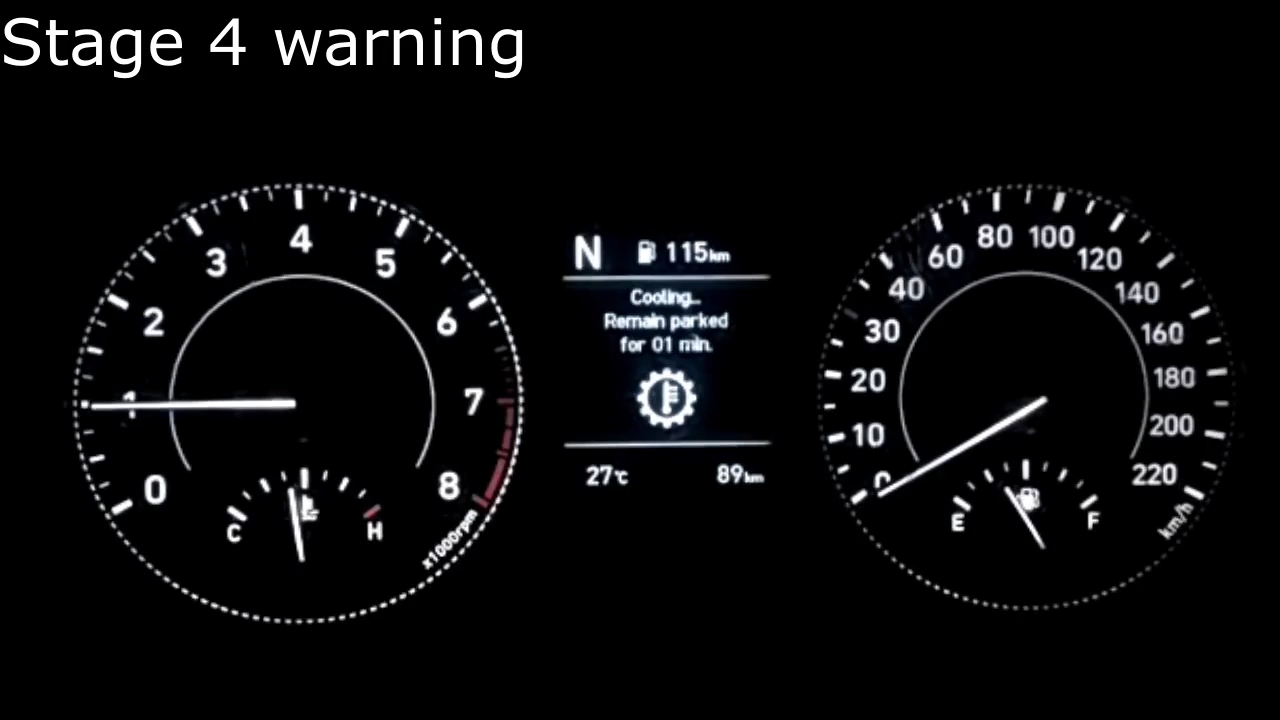 Stage 4 warning
0
1
2
3
4
5
6
7
8
x1000rpm
C
H
N 115km
Cooling...
Remain parked
for 01 min.
27°C 89km
0
10
20
30
40
60
80
100
120
140
160
180
200
220
km/h
E
F